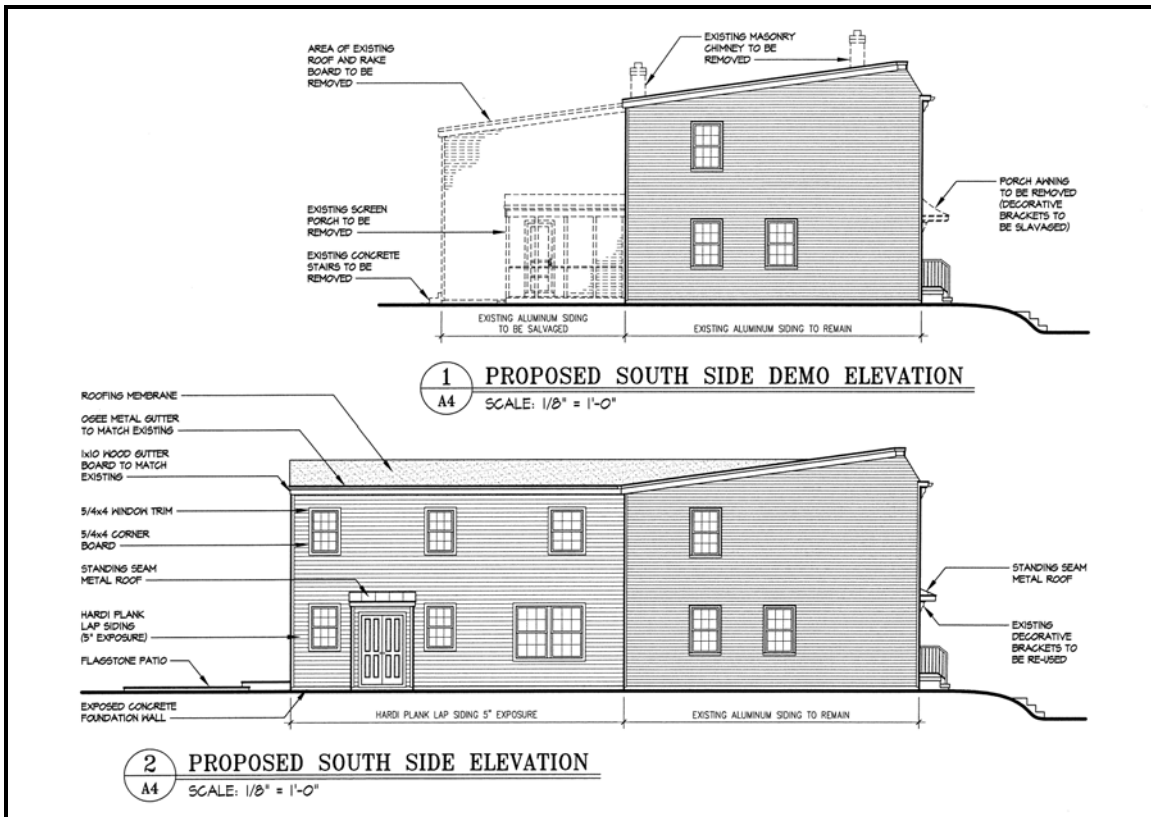 AREA OF EXISTING
ROOF AND RAKE
BOARD TO BE
REMOVED
EXISTING MASONRY
CHIMNEY TO BE
REMOVED
PORCH AWNING
TO BE REMOVED
(DECORATIVE
BRACKETS TO
BE SLAVAGED)
EXISTING SCREEN
PORCH TO BE
REMOVED
EXISTING CONCRETE
STAIRS TO BE
REMOVED
EXISTING ALUMINUM SIDING
TO BE SALVAGED
EXISTING ALUMINUM SIDING TO REMAIN
1
A4
PROPOSED SOUTH SIDE DEMO ELEVATION
SCALE: 1/8" = 1'-0"
ROOFING MEMBRANE
OGEE METAL GUTTER
TO MATCH EXISTING
1x10 WOOD GUTTER
BOARD TO MATCH
EXISTING
5/4x4 WINDOW TRIM
5/4x4 CORNER
BOARD
STANDING SEAM
METAL ROOF
HARDI PLANK
LAP SIDING
(5" EXPOSURE)
FLAGSTONE PATIO
EXPOSED CONCRETE
FOUNDATION WALL
STANDING SEAM
METAL ROOF
EXISTING
DECORATIVE
BRACKETS TO
BE RE-USED
HARDI PLANK LAP SIDING 5" EXPOSURE
EXISTING ALUMINUM SIDING TO REMAIN
2
A4
PROPOSED SOUTH SIDE ELEVATION
SCALE: 1/8" = 1'-0"